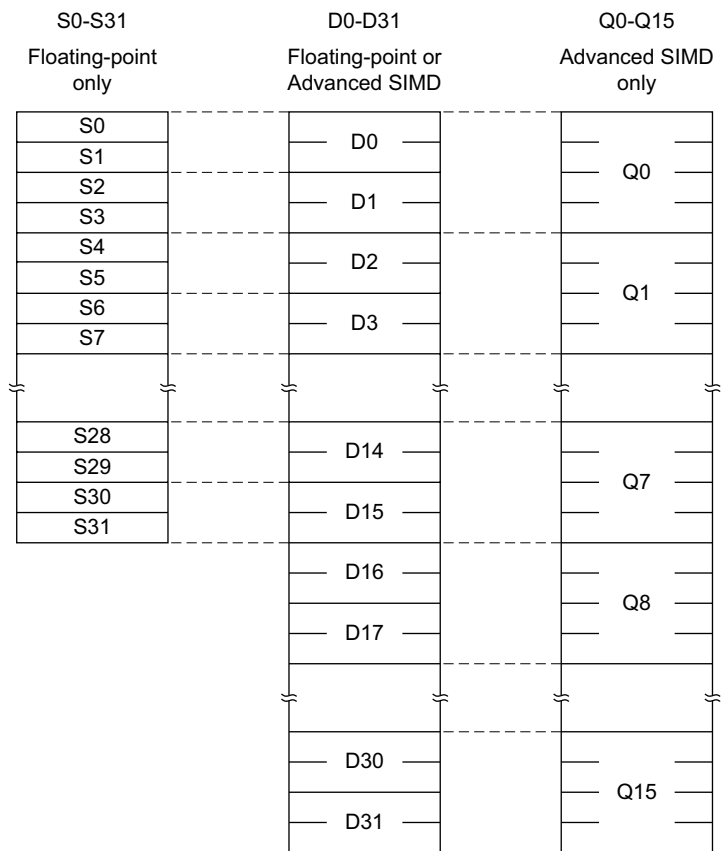 S0-S31
Floating-point
only
D0-D31
Floating-point or
Advanced SIMD
Q0-Q15
Advanced SIMD
only
S0
S1
S2
S3
S4
S5
S6
S7
S28
S29
S30
S31
D0
D1
D2
D3
D14
D15
D16
D17
D30
D31
Q0
Q1
Q7
Q8
Q15